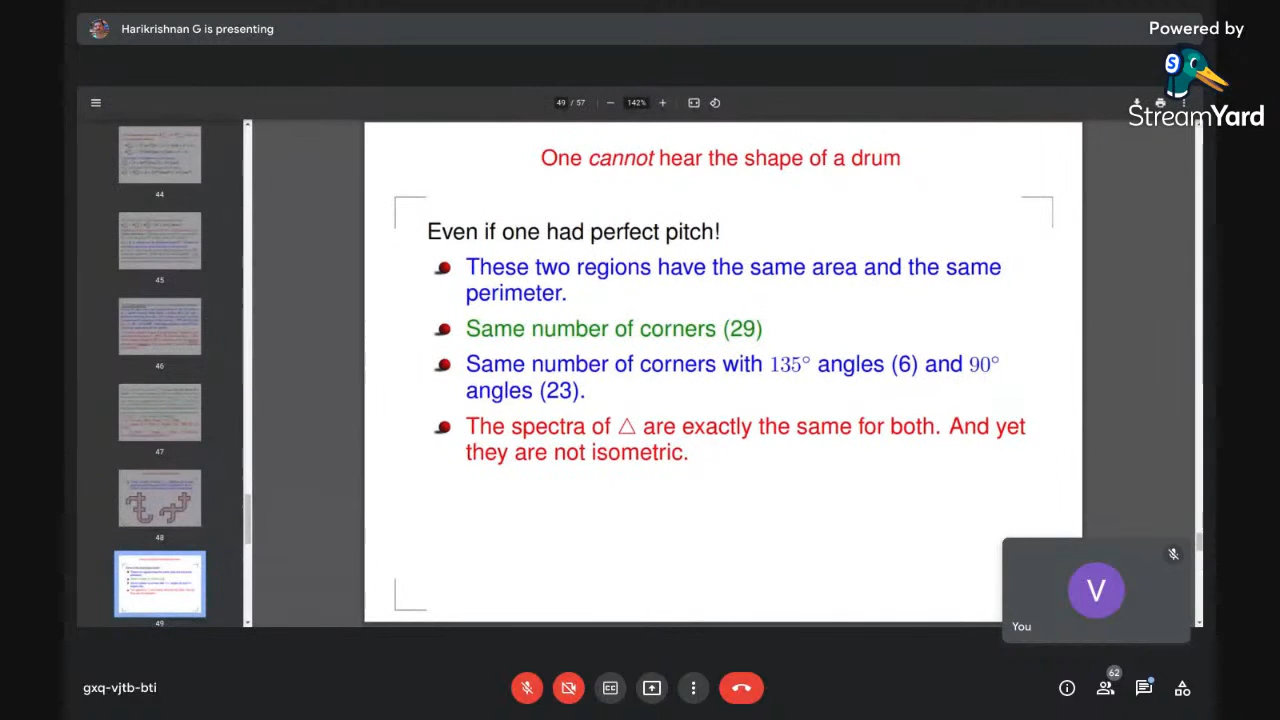 Harikrishnan G is presenting
Powered by
StreamYard
49 / 57
142%
44
45
46
47
48
49
One cannot hear the shape of a drum
Even if one had perfect pitch!
These two regions have the same area and the same
perimeter.
Same number of corners (29)
Same number of corners with 135° angles (6) and 90°
angles (23).
The spectra of △ are exactly the same for both. And yet
they are not isometric.
V
You
gxq-vjtb-bti
CC
62